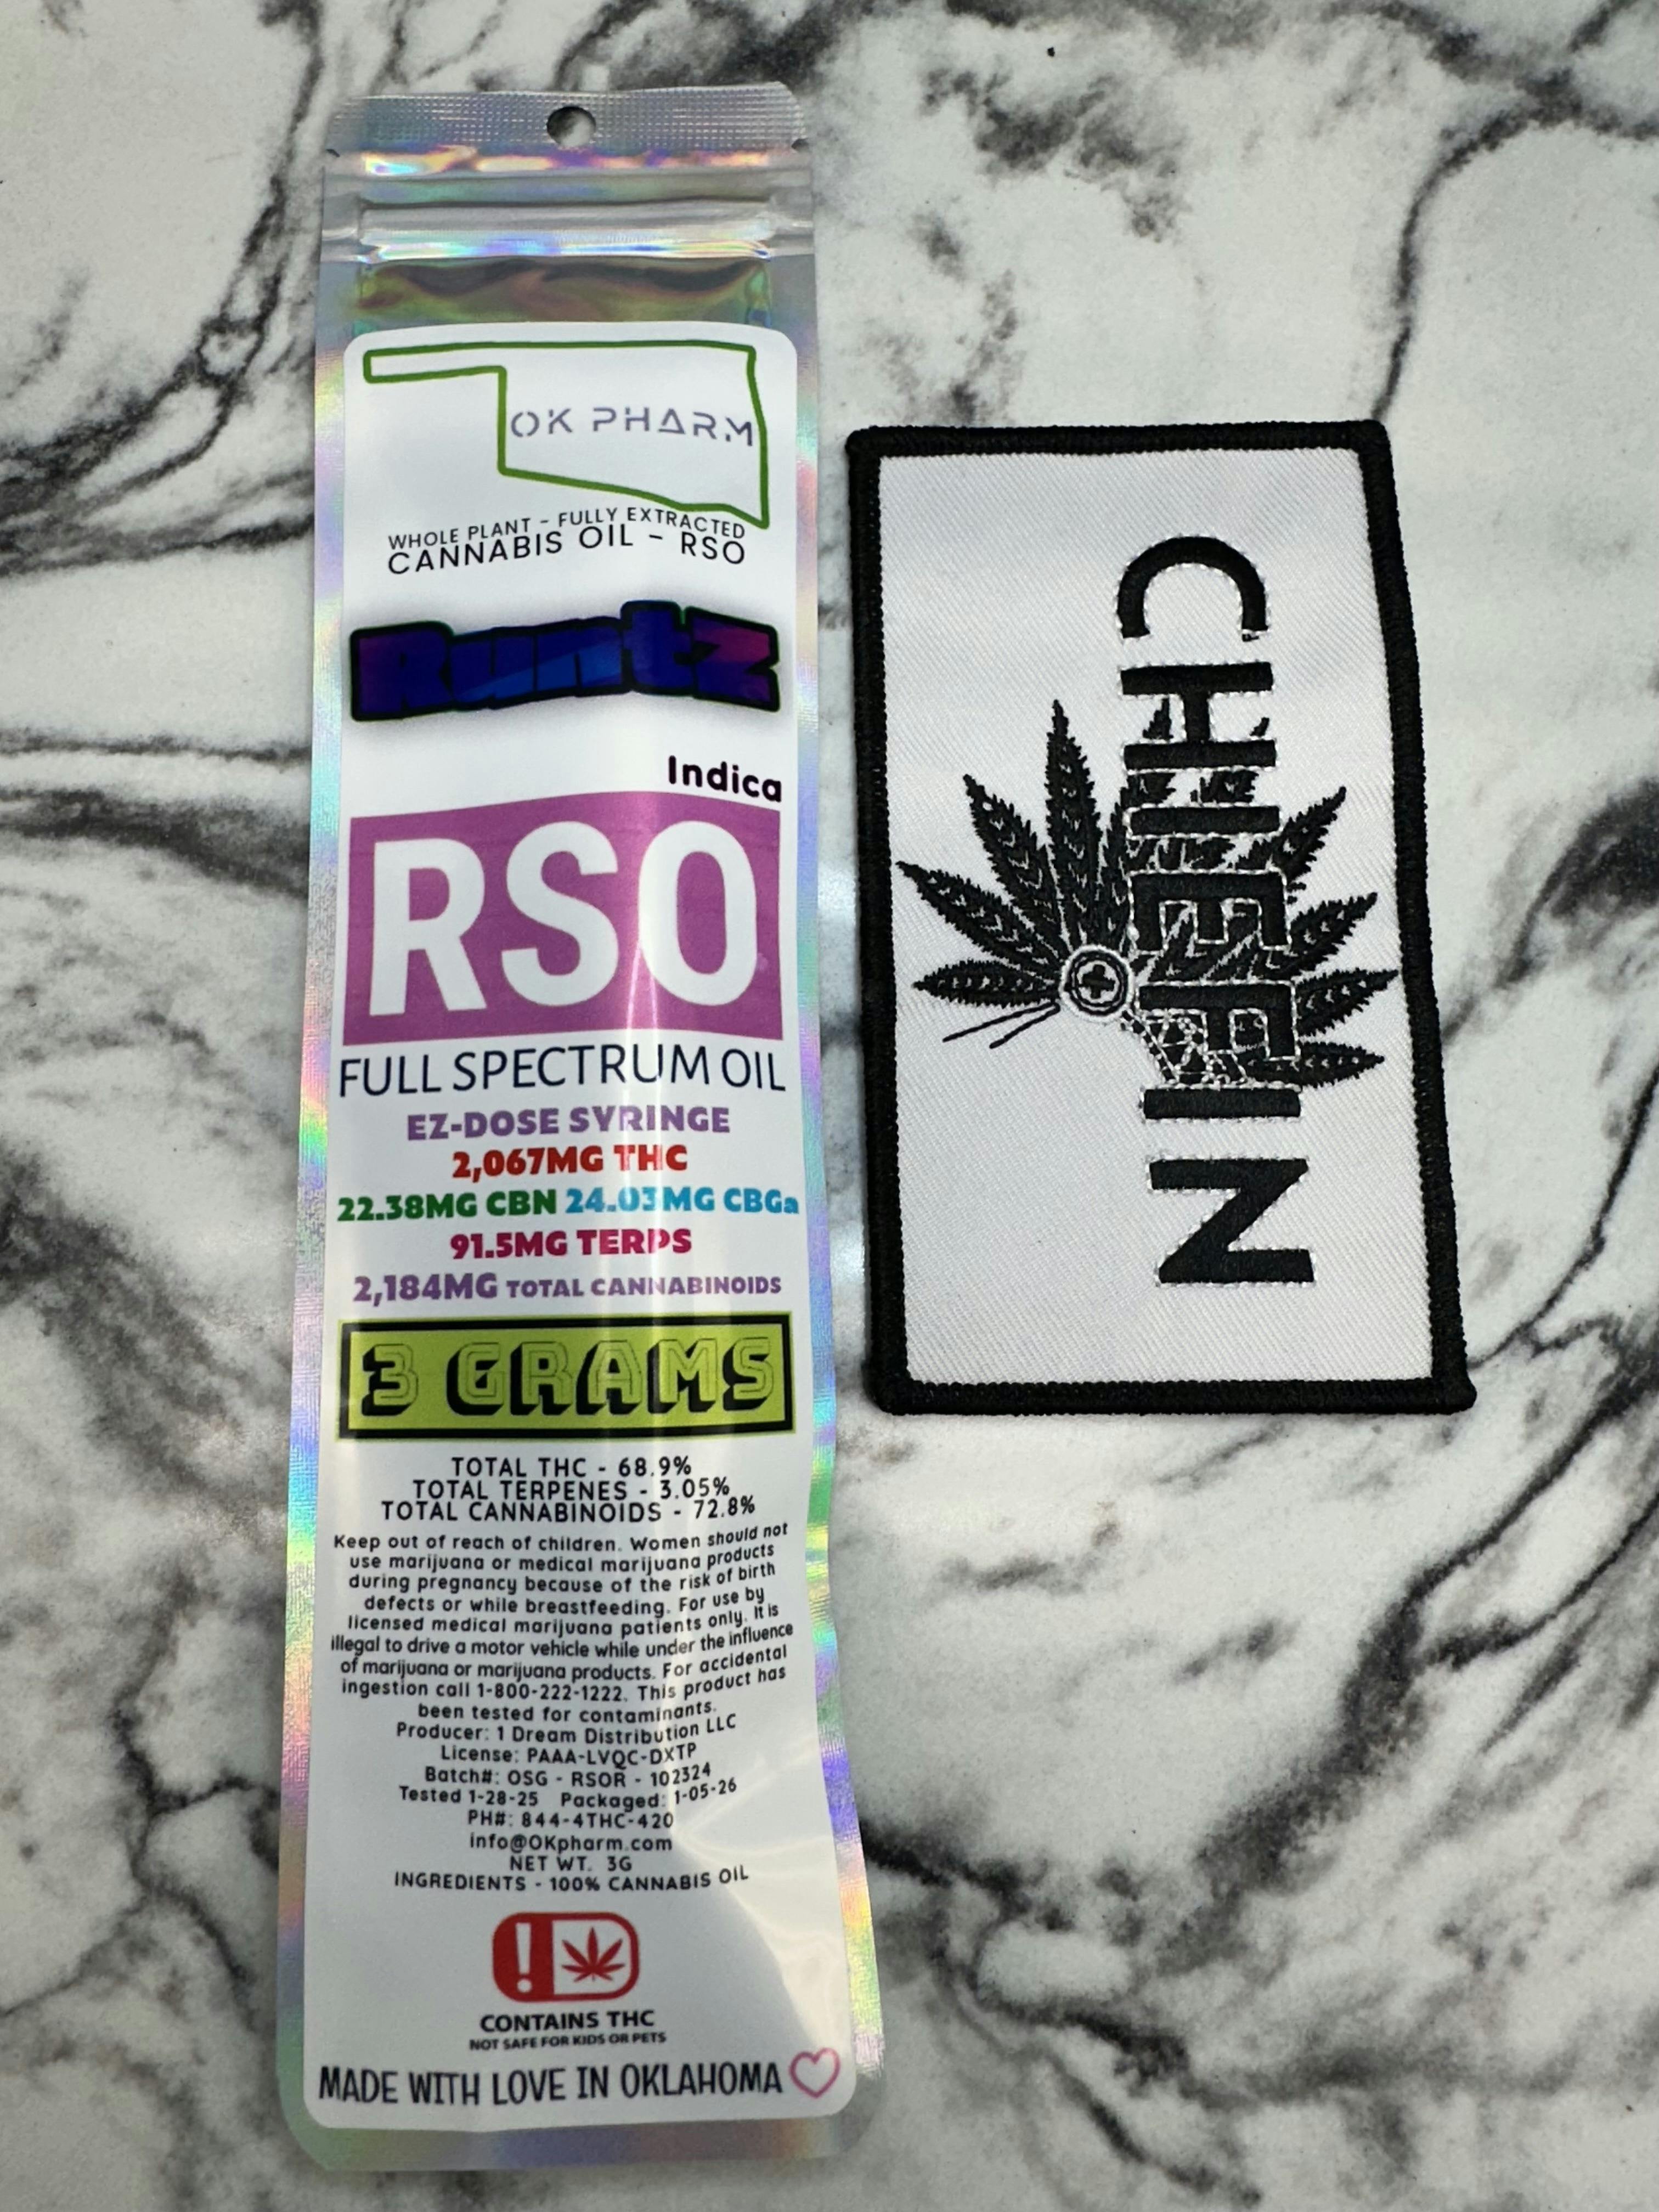 OK PHARM
WHOLE PLANT - FULLY EXTRACTED
CANNABIS OIL - RSO
Runtz
Indica
RSO
FULL SPECTRUM OIL
EZ-DOSE SYRINGE
2,067MG THC
22.38MG CBN 24.03MG CBGa
91.5MG TERPS
2,184MG TOTAL CANNABINOIDS
3 GRAMS
TOTAL THC - 68.9%
TOTAL TERPENES - 3.05%
TOTAL CANNABINOIDS - 72.8%
Keep out of reach of children. Women should not
use marijuana or medical marijuana products
during pregnancy because of the risk of birth
defects or while breastfeeding. For use by
licensed medical marijuana patients only. It is
illegal to drive a motor vehicle while under the influence
of marijuana or marijuana products. For accidental
ingestion call 1-800-222-1222. This product has
been tested for contaminants.
Producer: 1 Dream Distribution LLC
License: PAAA-LVQC-DXTP
Batch#: OSG - RSOR - 102324
Tested 1-28-25 Packaged: 1-05-26
PH#: 844-4THC-420
info@OKpharm.com
NET WT. 3G
INGREDIENTS - 100% CANNABIS OIL
!
CONTAINS THC
NOT SAFE FOR KIDS OR PETS
MADE WITH LOVE IN OKLAHOMA
CHIEFIN